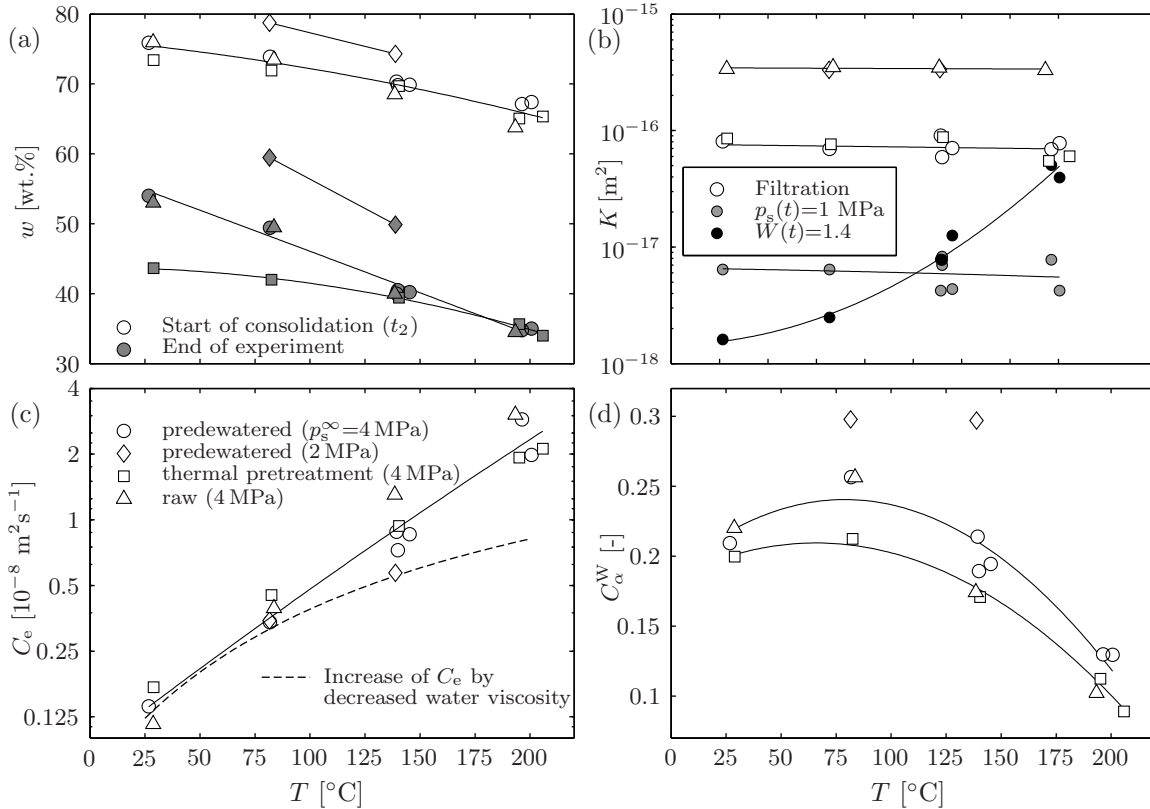 (a)
80
70
60
50
40
30
w [wt.%]
Start of consolidation (t₂)
End of experiment
(b)
10⁻¹⁵
10⁻¹⁶
10⁻¹⁷
10⁻¹⁸
K [m²]
Filtration
pₛ(t)=1 MPa
W(t)=1.4
(c)
4
2
1
0.5
0.25
0.125
Cₑ [10⁻⁸ m²s⁻¹]
predewatered (pₛ^∞=4 MPa)
predewatered (2 MPa)
thermal pretreatment (4 MPa)
raw (4 MPa)
Increase of Cₑ by
decreased water viscosity
0 25 50 75 100 125 150 175 200
T [°C]
(d)
0.3
0.25
0.2
0.15
0.1
C_α^W [-]
0 25 50 75 100 125 150 175 200
T [°C]